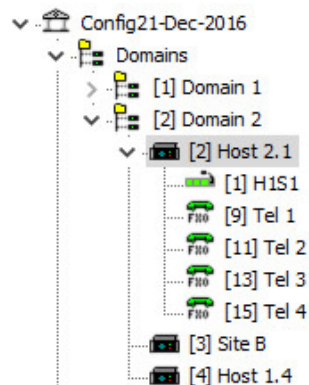 Config21-Dec-2016
Domains
[1] Domain 1
[2] Domain 2
[2] Host 2.1
[1] H1S1
FXO [9] Tel 1
FXO [11] Tel 2
FXO [13] Tel 3
FXO [15] Tel 4
[3] Site B
[4] Host 1.4